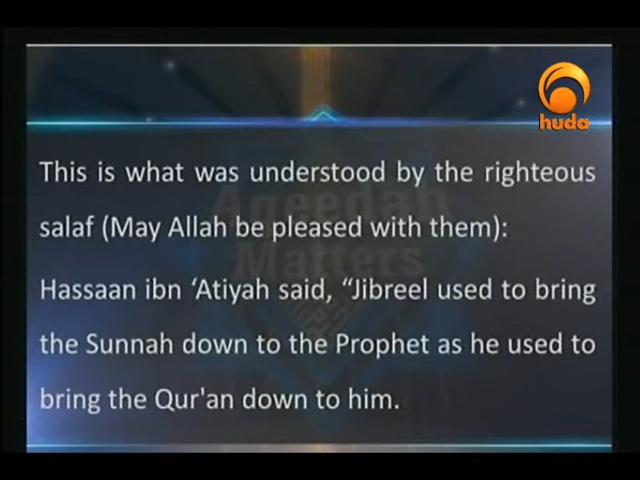 huda
This is what was understood by the righteous
salaf (May Allah be pleased with them):
Aqeedah
Matters
Hassaan ibn ‘Atiyah said, “Jibreel used to bring
the Sunnah down to the Prophet as he used to
bring the Qur'an down to him.